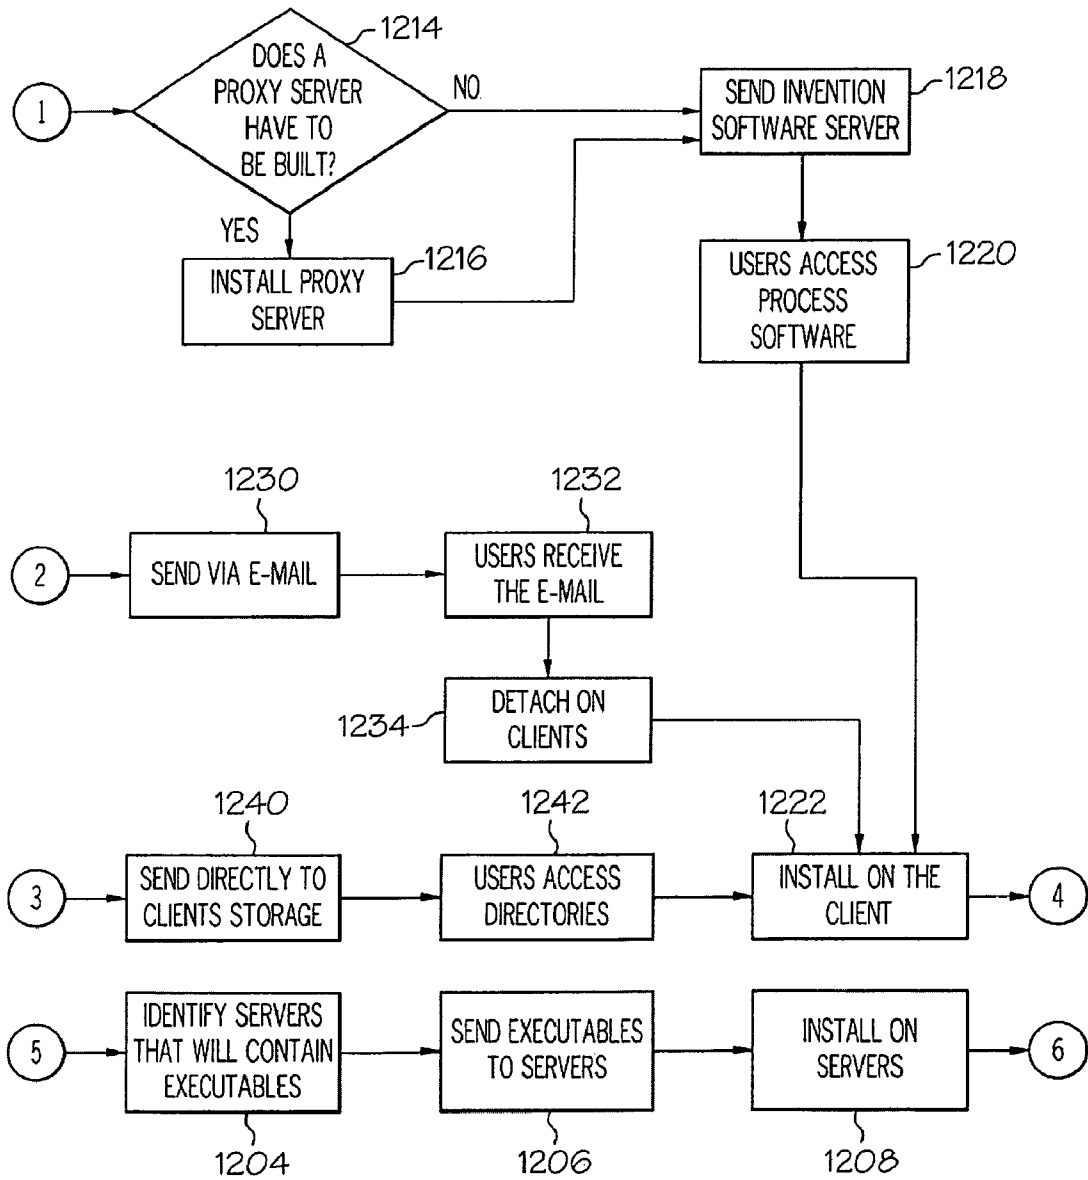 1214
DOES A
PROXY SERVER
HAVE TO
BE BUILT?
1
NO.
SEND INVENTION
SOFTWARE SERVER
1218
YES
INSTALL PROXY
SERVER
1216
USERS ACCESS
PROCESS
SOFTWARE
1220
1230
1232
2
SEND VIA E-MAIL
USERS RECEIVE
THE E-MAIL
DETACH ON
CLIENTS
1234
1240
1242
1222
3
SEND DIRECTLY TO
CLIENTS STORAGE
USERS ACCESS
DIRECTORIES
INSTALL ON THE
CLIENT
4
5
IDENTIFY SERVERS
THAT WILL CONTAIN
EXECUTABLES
SEND EXECUTABLES
TO SERVERS
INSTALL ON
SERVERS
6
1204
1206
1208